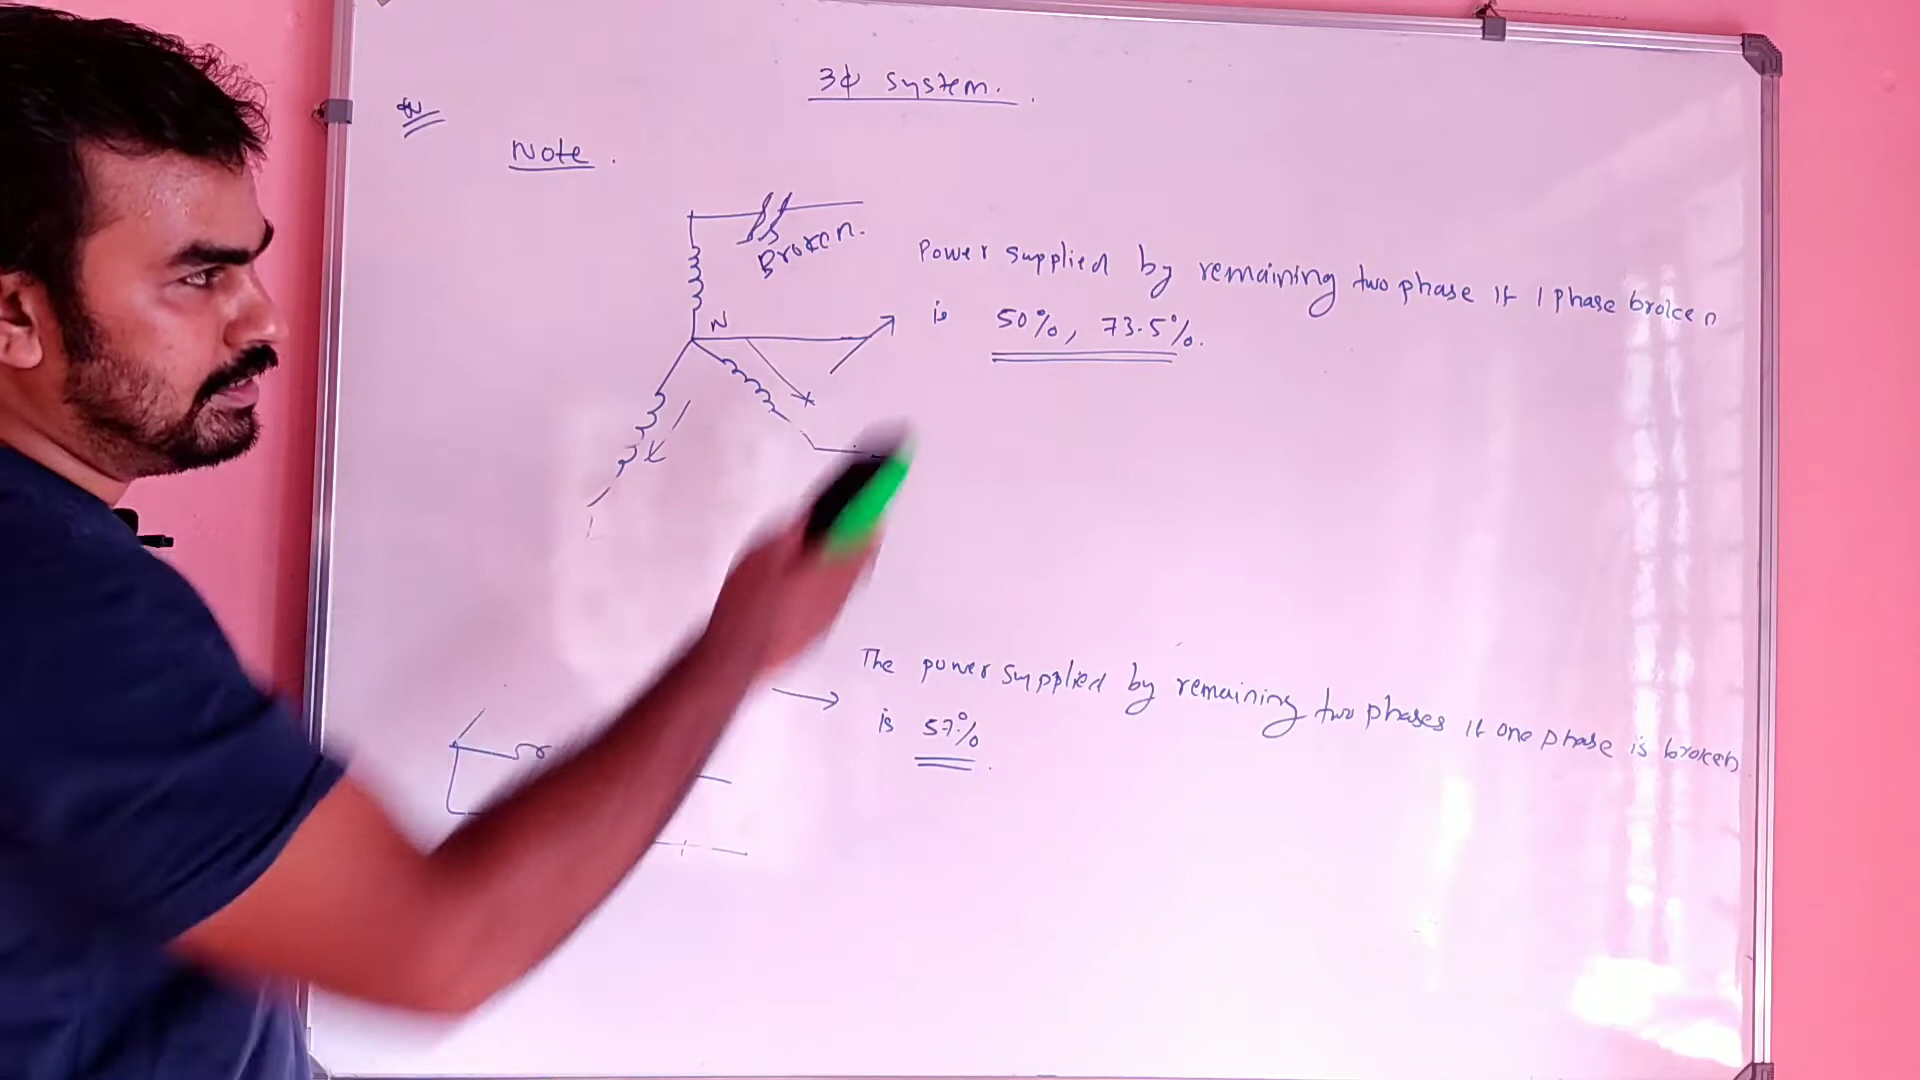 3ϕ system.
Note.
Broken.
N
Power supplied by remaining two phase if 1 phase broken
is 50%, 73.5%.
The power supplied by remaining two phases if one phase is broken
is 57%.